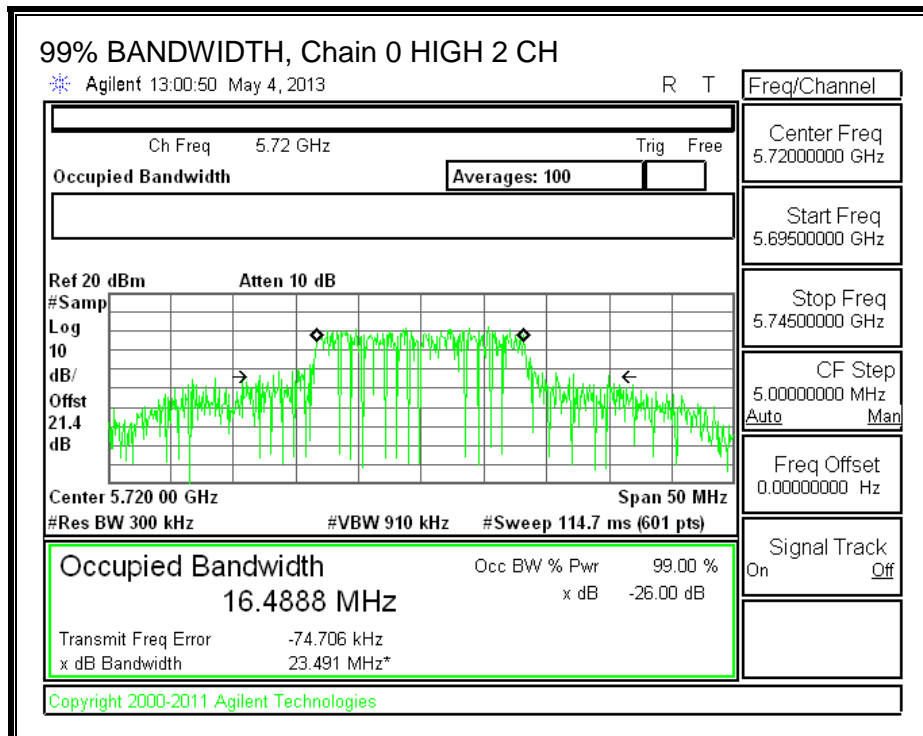 99% BANDWIDTH, Chain 0 HIGH 2 CH
Agilent 13:00:50 May 4, 2013 R T
Freq/Channel
Ch Freq 5.72 GHz Trig Free
Occupied Bandwidth Averages: 100
Center Freq
5.72000000 GHz
Start Freq
5.69500000 GHz
Ref 20 dBm Atten 10 dB
#Samp
Log
10
dB/
Offst
21.4
dB
Stop Freq
5.74500000 GHz
CF Step
5.00000000 MHz
Auto Man
Center 5.720 00 GHz Span 50 MHz
#Res BW 300 kHz #VBW 910 kHz #Sweep 114.7 ms (601 pts)
Freq Offset
0.00000000 Hz
Occupied Bandwidth Occ BW % Pwr 99.00 %
16.4888 MHz x dB -26.00 dB
Transmit Freq Error -74.706 kHz
x dB Bandwidth 23.491 MHz*
Signal Track
On Off
Copyright 2000-2011 Agilent Technologies